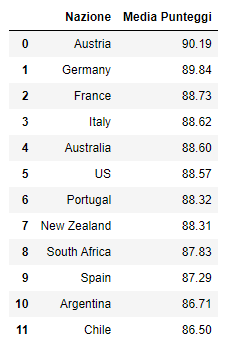 Nazione Media Punteggi
0 Austria 90.19
1 Germany 89.84
2 France 88.73
3 Italy 88.62
4 Australia 88.60
5 US 88.57
6 Portugal 88.32
7 New Zealand 88.31
8 South Africa 87.83
9 Spain 87.29
10 Argentina 86.71
11 Chile 86.50